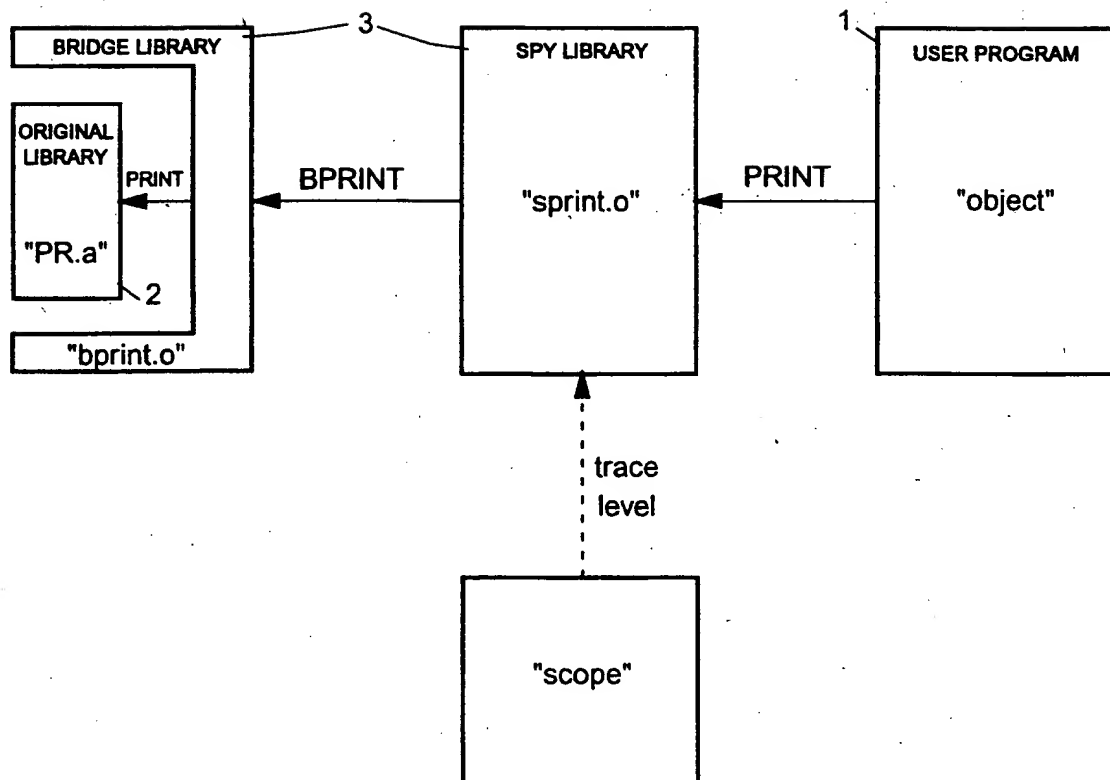 3
1
BRIDGE LIBRARY
SPY LIBRARY
USER PROGRAM
ORIGINAL
LIBRARY
PRINT
BPRINT
"sprint.o"
PRINT
"object"
"PR.a"
2
"bprint.o"
trace
level
"scope"